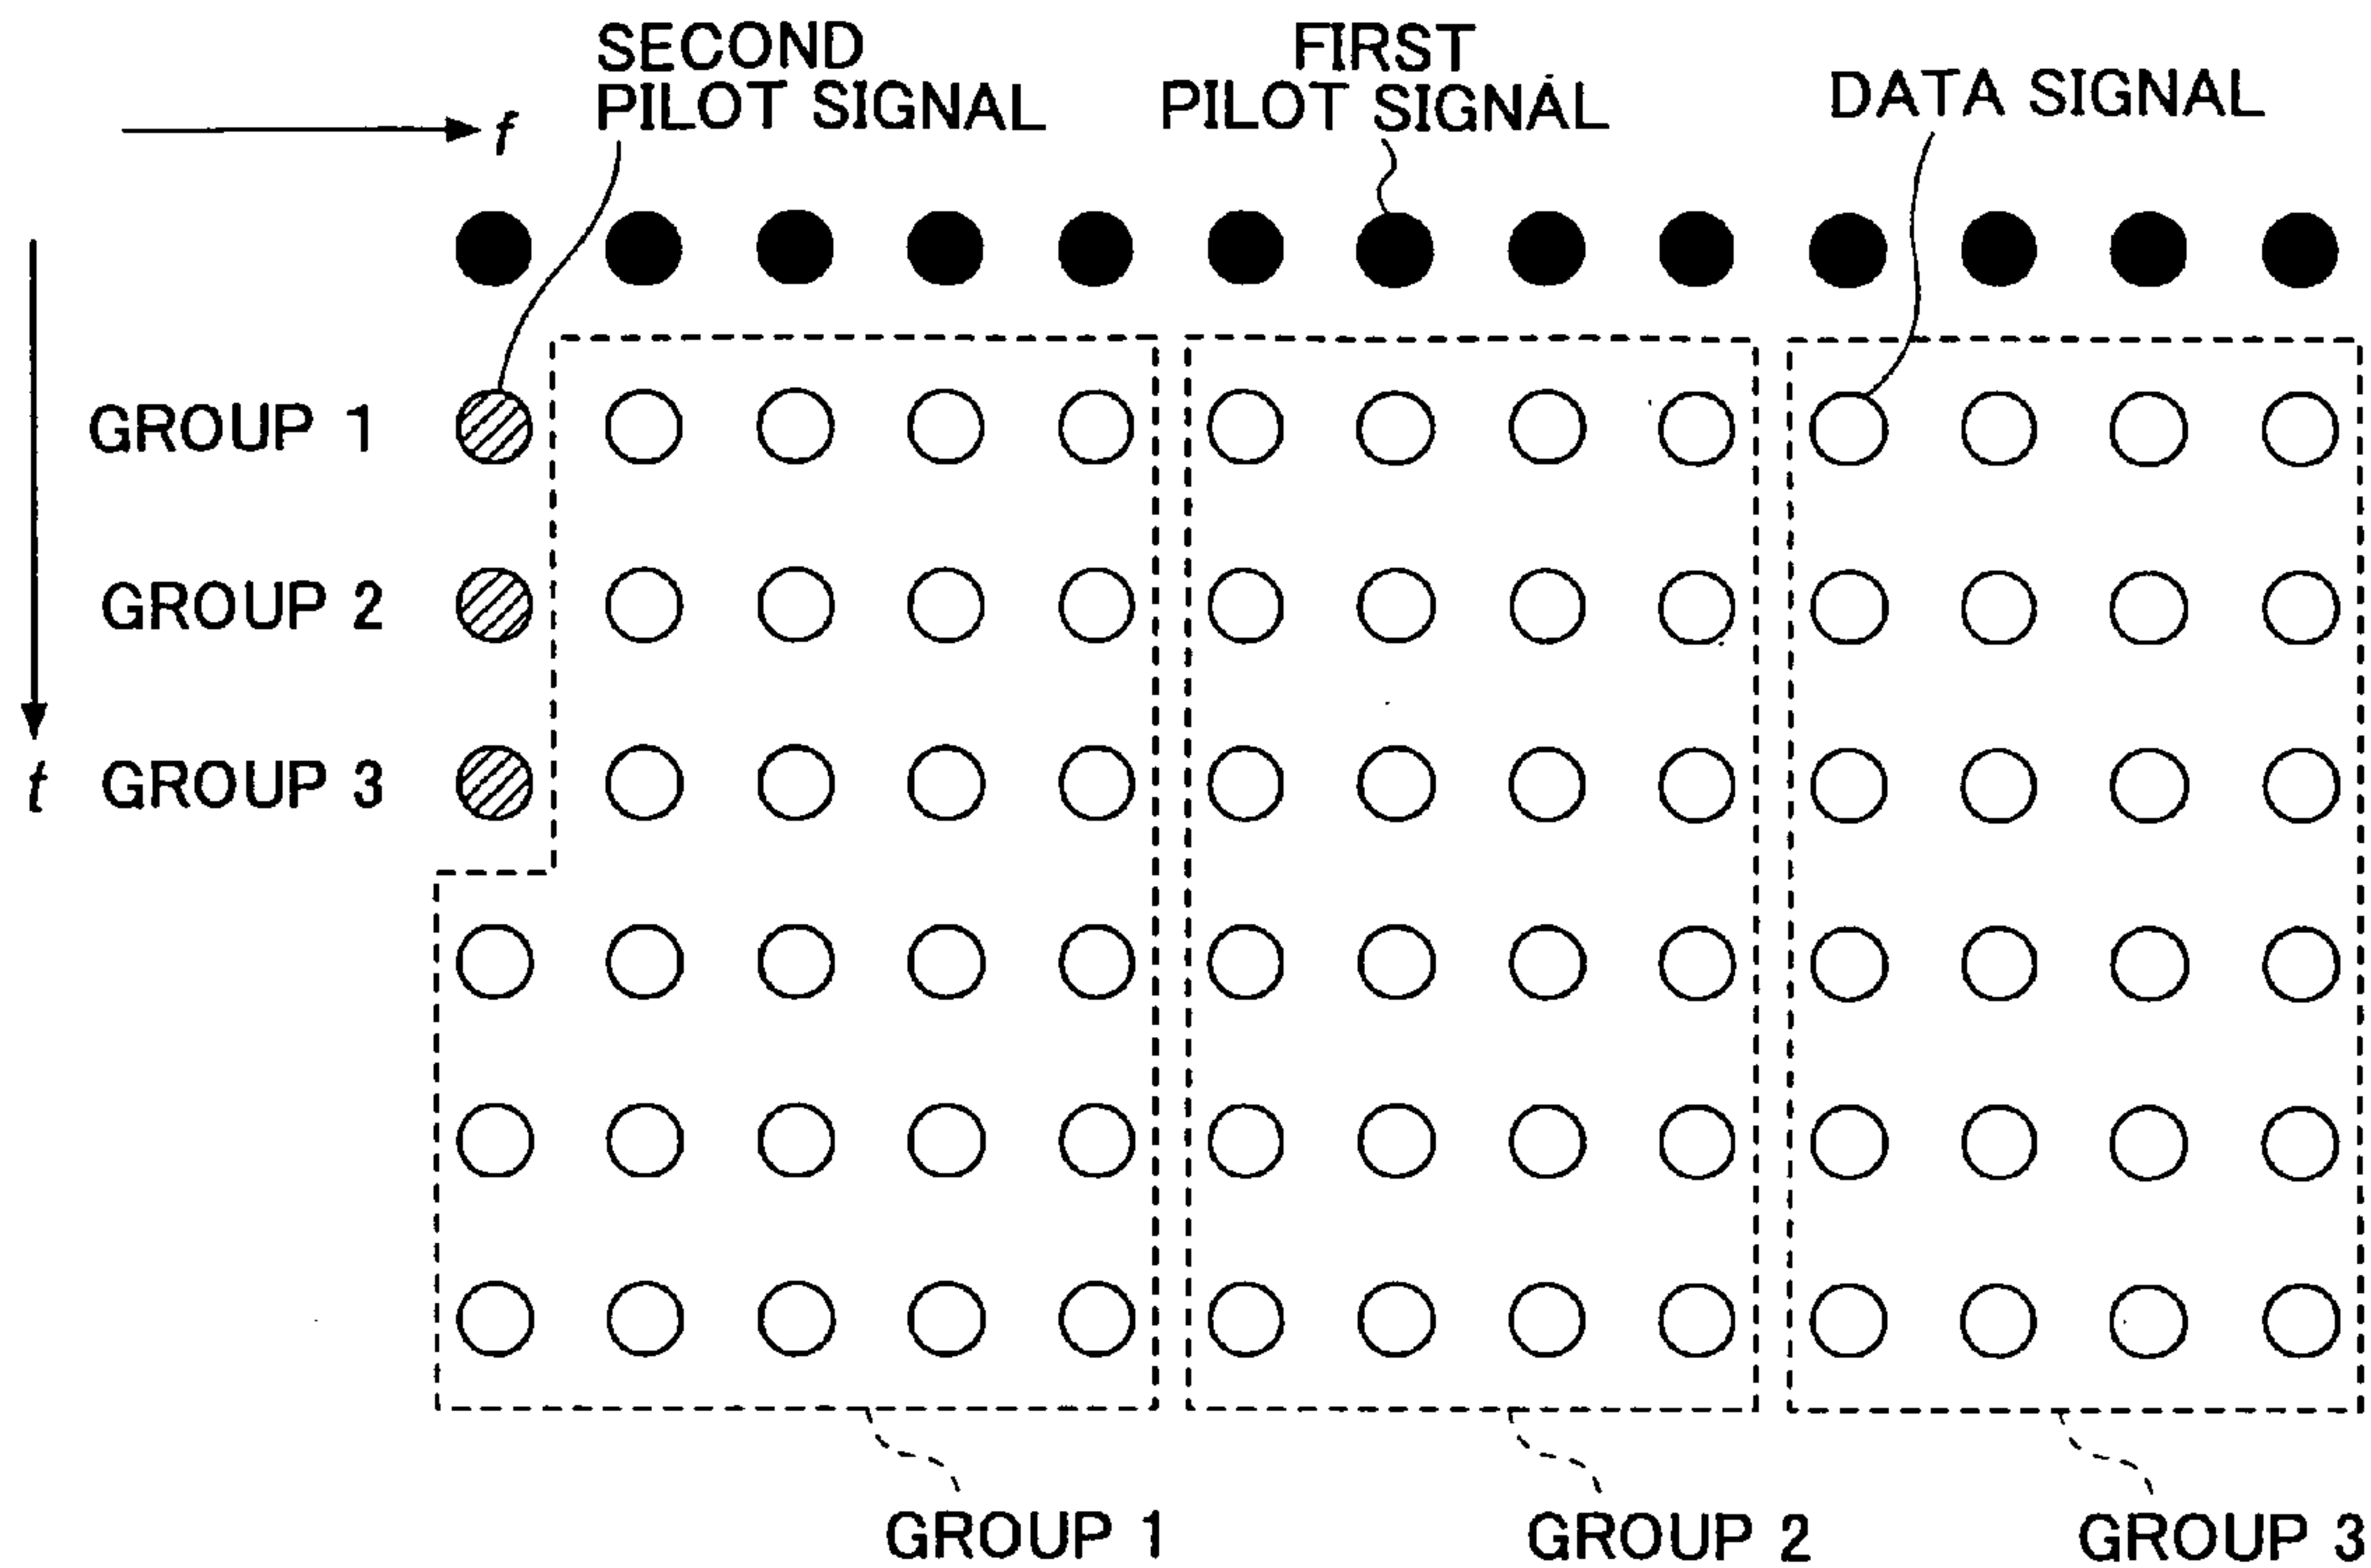 SECOND
PILOT SIGNAL
FIRST
PILOT SIGNAL
DATA SIGNAL
f
GROUP 1
GROUP 2
t GROUP 3
GROUP 1
GROUP 2
GROUP 3